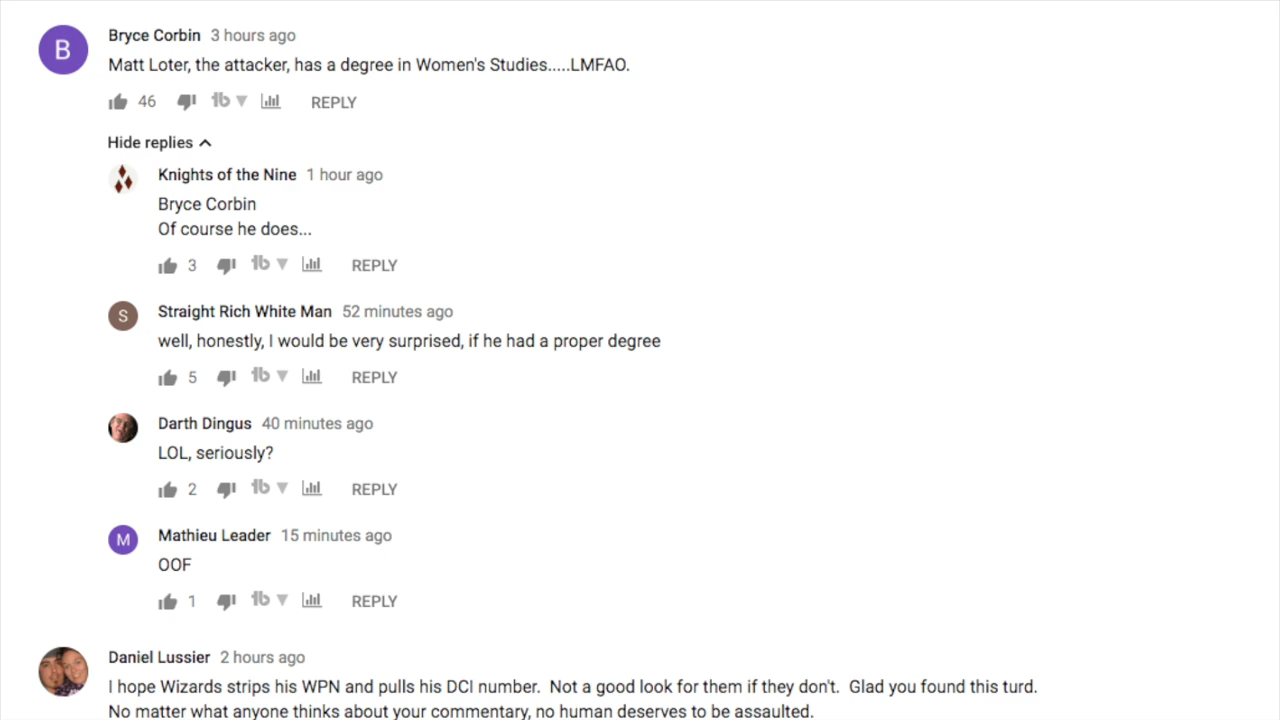 B
Bryce Corbin 3 hours ago
Matt Loter, the attacker, has a degree in Women's Studies.....LMFAO.
46 REPLY
Hide replies
Knights of the Nine 1 hour ago
Bryce Corbin
Of course he does...
3 REPLY
S
Straight Rich White Man 52 minutes ago
well, honestly, I would be very surprised, if he had a proper degree
5 REPLY
Darth Dingus 40 minutes ago
LOL, seriously?
2 REPLY
M
Mathieu Leader 15 minutes ago
OOF
1 REPLY
Daniel Lussier 2 hours ago
I hope Wizards strips his WPN and pulls his DCI number.  Not a good look for them if they don't.  Glad you found this turd.
No matter what anyone thinks about your commentary, no human deserves to be assaulted.